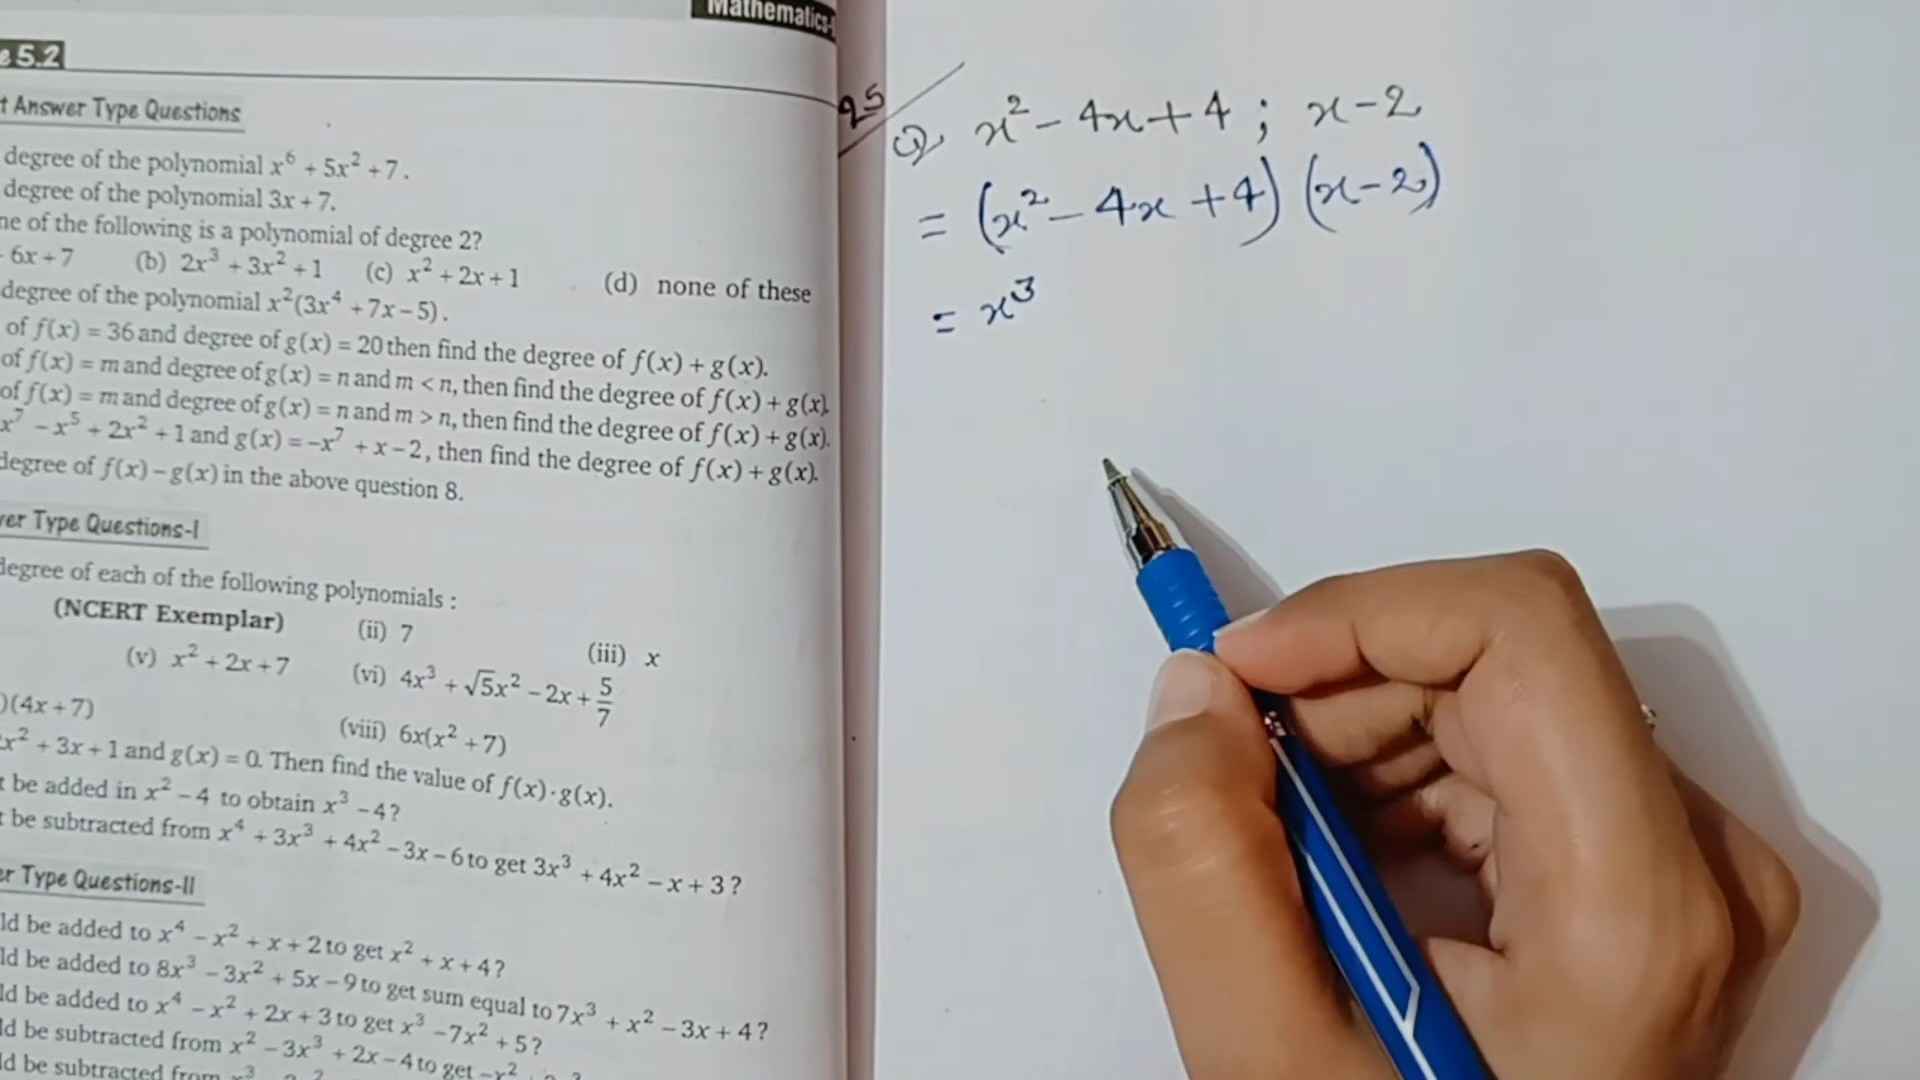 Mathematics-
5.2
Answer Type Questions
degree of the polynomial x⁶ + 5x² + 7.
degree of the polynomial 3x + 7.
ne of the following is a polynomial of degree 2?
6x + 7 (b) 2x³ + 3x² + 1 (c) x² + 2x + 1 (d) none of these
degree of the polynomial x²(3x⁴ + 7x − 5).
of f(x) = 36 and degree of g(x) = 20 then find the degree of f(x) + g(x).
of f(x) = m and degree of g(x) = n and m < n, then find the degree of f(x) + g(x).
of f(x) = m and degree of g(x) = n and m > n, then find the degree of f(x) + g(x).
x⁷ − x⁵ + 2x² + 1 and g(x) = −x⁷ + x − 2, then find the degree of f(x) + g(x).
degree of f(x) − g(x) in the above question 8.
er Type Questions-I
degree of each of the following polynomials :
(NCERT Exemplar) (ii) 7 (iii) x
(v) x² + 2x + 7 (vi) 4x³ + √5x² − 2x + 5/7
)(4x + 7) (viii) 6x(x² + 7)
x² + 3x + 1 and g(x) = 0. Then find the value of f(x)·g(x).
t be added in x² − 4 to obtain x³ − 4?
t be subtracted from x⁴ + 3x³ + 4x² − 3x − 6 to get 3x³ + 4x² − x + 3?
er Type Questions-II
ld be added to x⁴ − x² + x + 2 to get x² + x + 4?
ld be added to 8x³ − 3x² + 5x − 9 to get sum equal to 7x³ + x² − 3x + 4?
ld be added to x⁴ − x² + 2x + 3 to get x³ − 7x² + 5?
ld be subtracted from x² − 3x³ + 2x − 4 to get −x²
ld be subtracted from
25
Q x² − 4x + 4 ; x − 2
= (x² − 4x + 4) (x − 2)
= x³